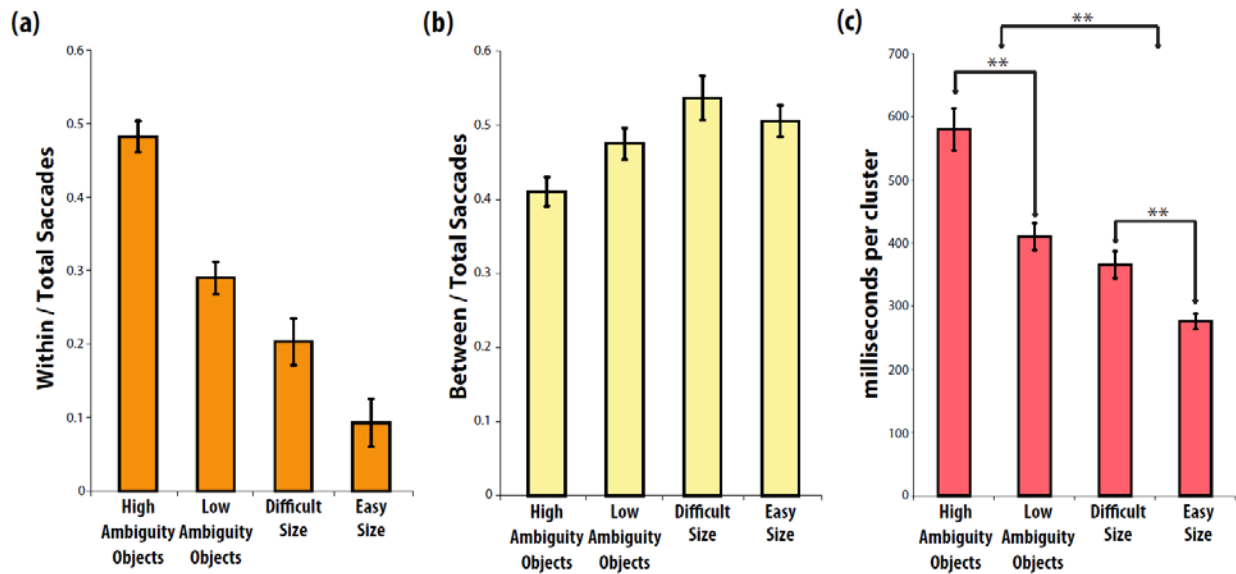 (a)
Within / Total Saccades
0.6
0.5
0.4
0.3
0.2
0.1
0
High
Ambiguity
Objects
Low
Ambiguity
Objects
Difficult
Size
Easy
Size
(b)
Between / Total Saccades
0.6
0.5
0.4
0.3
0.2
0.1
0
High
Ambiguity
Objects
Low
Ambiguity
Objects
Difficult
Size
Easy
Size
(c)
milliseconds per cluster
700
600
500
400
300
200
100
0
**
**
**
High
Ambiguity
Objects
Low
Ambiguity
Objects
Difficult
Size
Easy
Size